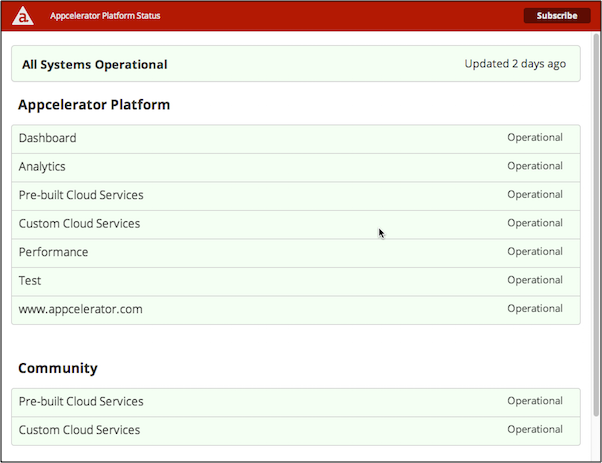 a. Appcelerator Platform Status Subscribe
All Systems Operational Updated 2 days ago
Appcelerator Platform
Dashboard Operational
Analytics Operational
Pre-built Cloud Services Operational
Custom Cloud Services Operational
Performance Operational
Test Operational
www.appcelerator.com Operational
Community
Pre-built Cloud Services Operational
Custom Cloud Services Operational